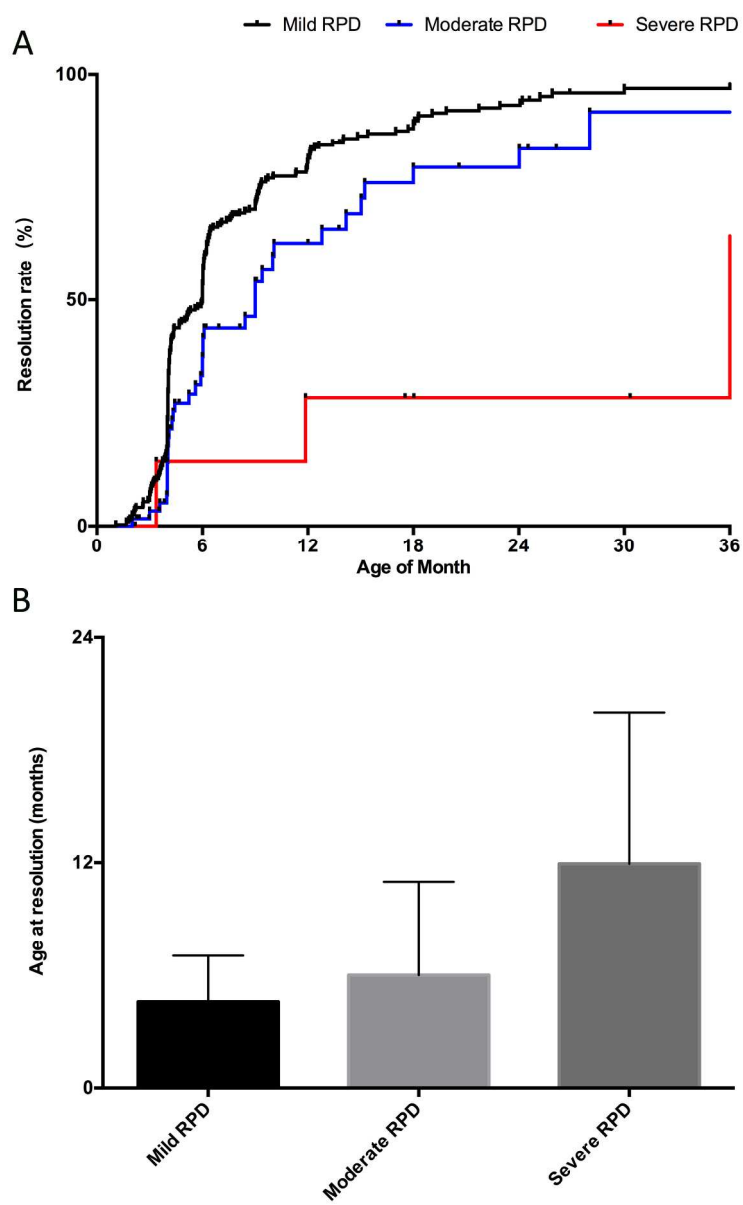 Mild RPD Moderate RPD Severe RPD
A
100
50
0
Resolution rate (%)
0 6 12 18 24 30 36
Age of Month
B
24
12
0
Age at resolution (months)
Mild RPD
Moderate RPD
Severe RPD